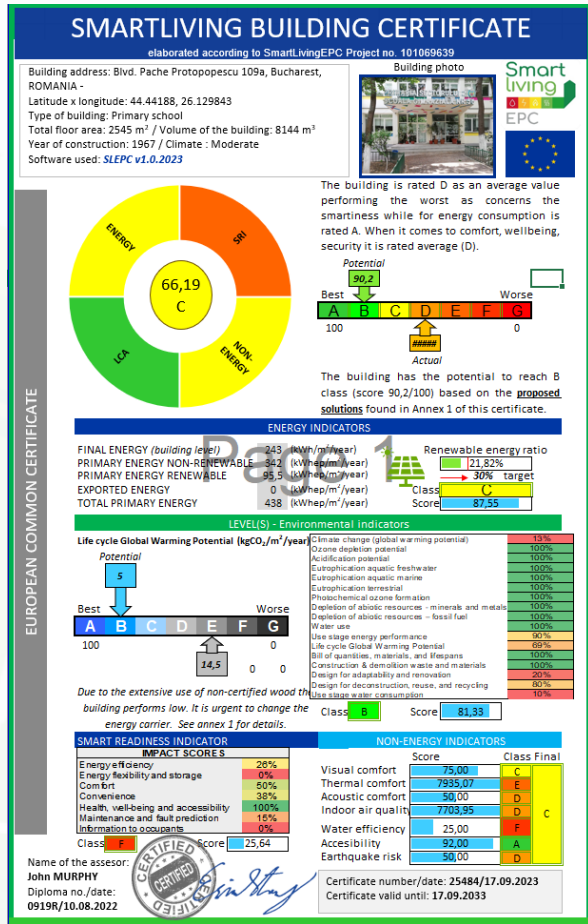 SMARTLIVING BUILDING CERTIFICATE
elaborated according to SmartLivingEPC Project no. 101069639
Building address: Blvd. Pache Protopopescu 109a, Bucharest,
ROMANIA -
Latitude x longitude: 44.44188, 26.129843
Type of building: Primary school
Total floor area: 2545 m² / Volume of the building: 8144 m³
Year of construction: 1967 / Climate : Moderate
Software used: SLEPC v1.0.2023
Building photo
Smart
living
EPC
ENERGY
SRI
LCA
NON-
ENERGY
66,19
C
The building is rated D as an average value
performing the worst as concerns the
smartiness while for energy consumption is
rated A. When it comes to comfort, wellbeing,
security it is rated average (D).
Potential
90,2
Best Worse
A B C D E F G
100 0
#####
Actual
The building has the potential to reach B
class (score 90,2/100) based on the proposed
solutions found in Annex 1 of this certificate.
EUROPEAN COMMON CERTIFICATE
Page 1
ENERGY INDICATORS
FINAL ENERGY (building level) 243 (kWh/m²/year)
PRIMARY ENERGY NON-RENEWABLE 342 (kWhep/m²/year)
PRIMARY ENERGY RENEWABLE 95,5 (kWhep/m²/year)
EXPORTED ENERGY 0 (kWhep/m²/year)
TOTAL PRIMARY ENERGY 438 (kWhep/m²/year)
Renewable energy ratio
21,82%
30% target
Class C
Score 87,55
LEVEL(S) - Environmental indicators
Life cycle Global Warming Potential (kgCO₂/m²/year)
Potential
5
Best Worse
A B C D E F G
100 0
14,5 0 0
Due to the extensive use of non-certified wood the
building performs low. It is urgent to change the
energy carrier. See annex 1 for details.
Climate change (global warming potential) 13%
Ozone depletion potential 100%
Acidification potential 100%
Eutrophication aquatic freshwater 100%
Eutrophication aquatic marine 100%
Eutrophication terrestrial 100%
Photochemical ozone formation 100%
Depletion of abiotic resources - minerals and metals 100%
Depletion of abiotic resources – fossil fuel 100%
Water use 100%
Use stage energy performance 90%
Life cycle Global Warming Potential 69%
Bill of quantities, materials, and lifespans 100%
Construction & demolition waste and materials 100%
Design for adaptability and renovation 20%
Design for deconstruction, reuse, and recycling 80%
Use stage water consumption 10%
Class B Score 81,33
SMART READINESS INDICATOR
IMPACT SCORES
Energy efficiency 26%
Energy flexibility and storage 0%
Comfort 50%
Convenience 38%
Health, well-being and accessibility 100%
Maintenance and fault prediction 15%
Information to occupants 0%
Class F Score 25,64
NON-ENERGY INDICATORS
Score Class Final
Visual comfort 75,00 C
Thermal comfort 7935,07 E
Acoustic comfort 50,00 D
Indoor air quality 7703,95 D
Water efficiency 25,00 F
Accesibility 92,00 A
Earthquake risk 50,00 D
C
Name of the assesor:
John MURPHY
Diploma no./date:
0919R/10.08.2022
CERTIFIED
CERTIFIED
CERTIFIED
Certificate number/date: 25484/17.09.2023
Certificate valid until: 17.09.2033